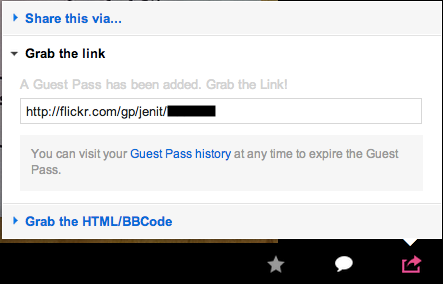 Share this via...
Grab the link
A Guest Pass has been added. Grab the Link!
http://flickr.com/gp/jenit/
You can visit your Guest Pass history at any time to expire the Guest
Pass.
Grab the HTML/BBCode